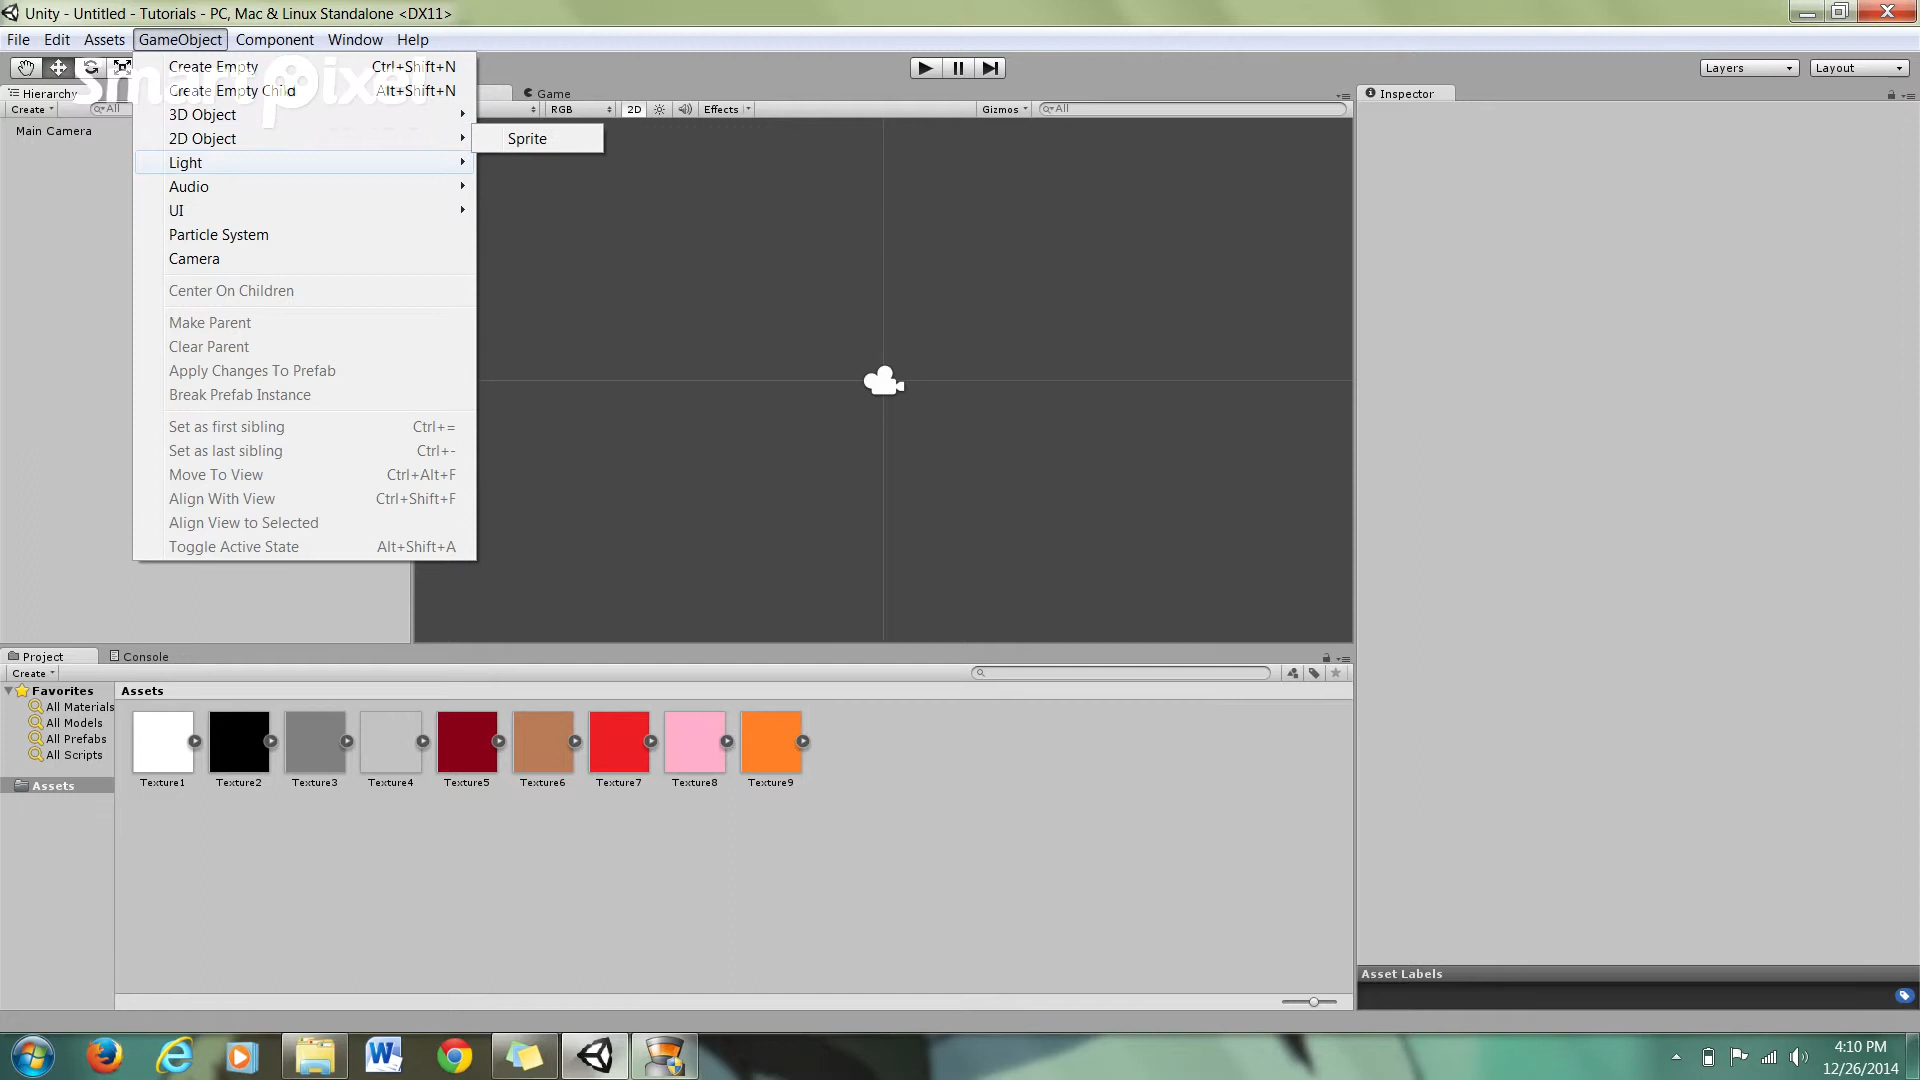 Unity - Untitled - Tutorials - PC, Mac & Linux Standalone <DX11>
File Edit Assets GameObject Component Window Help
smartpixel
Layers Layout
Hierarchy
Create All
Main Camera
Create Empty Ctrl+Shift+N
Create Empty Child Alt+Shift+N
3D Object
2D Object
Sprite
Light
Audio
UI
Particle System
Camera
Center On Children
Make Parent
Clear Parent
Apply Changes To Prefab
Break Prefab Instance
Set as first sibling Ctrl+=
Set as last sibling Ctrl+-
Move To View Ctrl+Alt+F
Align With View Ctrl+Shift+F
Align View to Selected
Toggle Active State Alt+Shift+A
Game
RGB 2D Effects Gizmos All
Inspector
Project Console
Create
Favorites
All Materials
All Models
All Prefabs
All Scripts
Assets
Assets
Texture1 Texture2 Texture3 Texture4 Texture5 Texture6 Texture7 Texture8 Texture9
Asset Labels
4:10 PM
12/26/2014